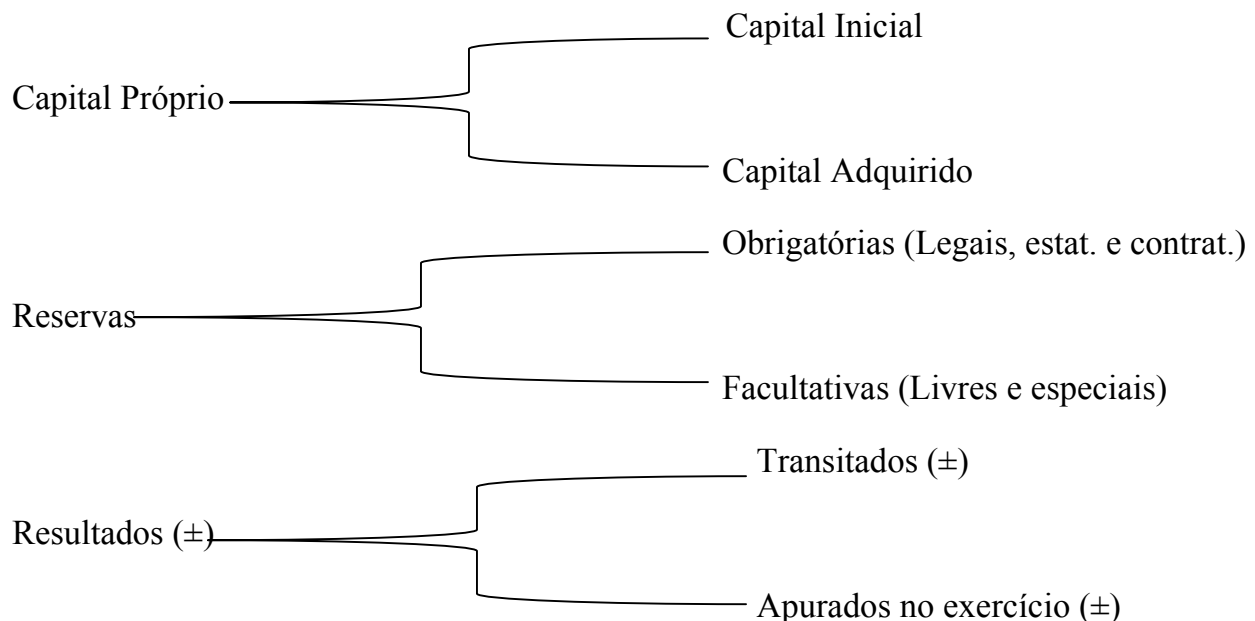 Capital Inicial
Capital Próprio
Capital Adquirido
Obrigatórias (Legais, estat. e contrat.)
Reservas
Facultativas (Livres e especiais)
Transitados (±)
Resultados (±)
Apurados no exercício (±)